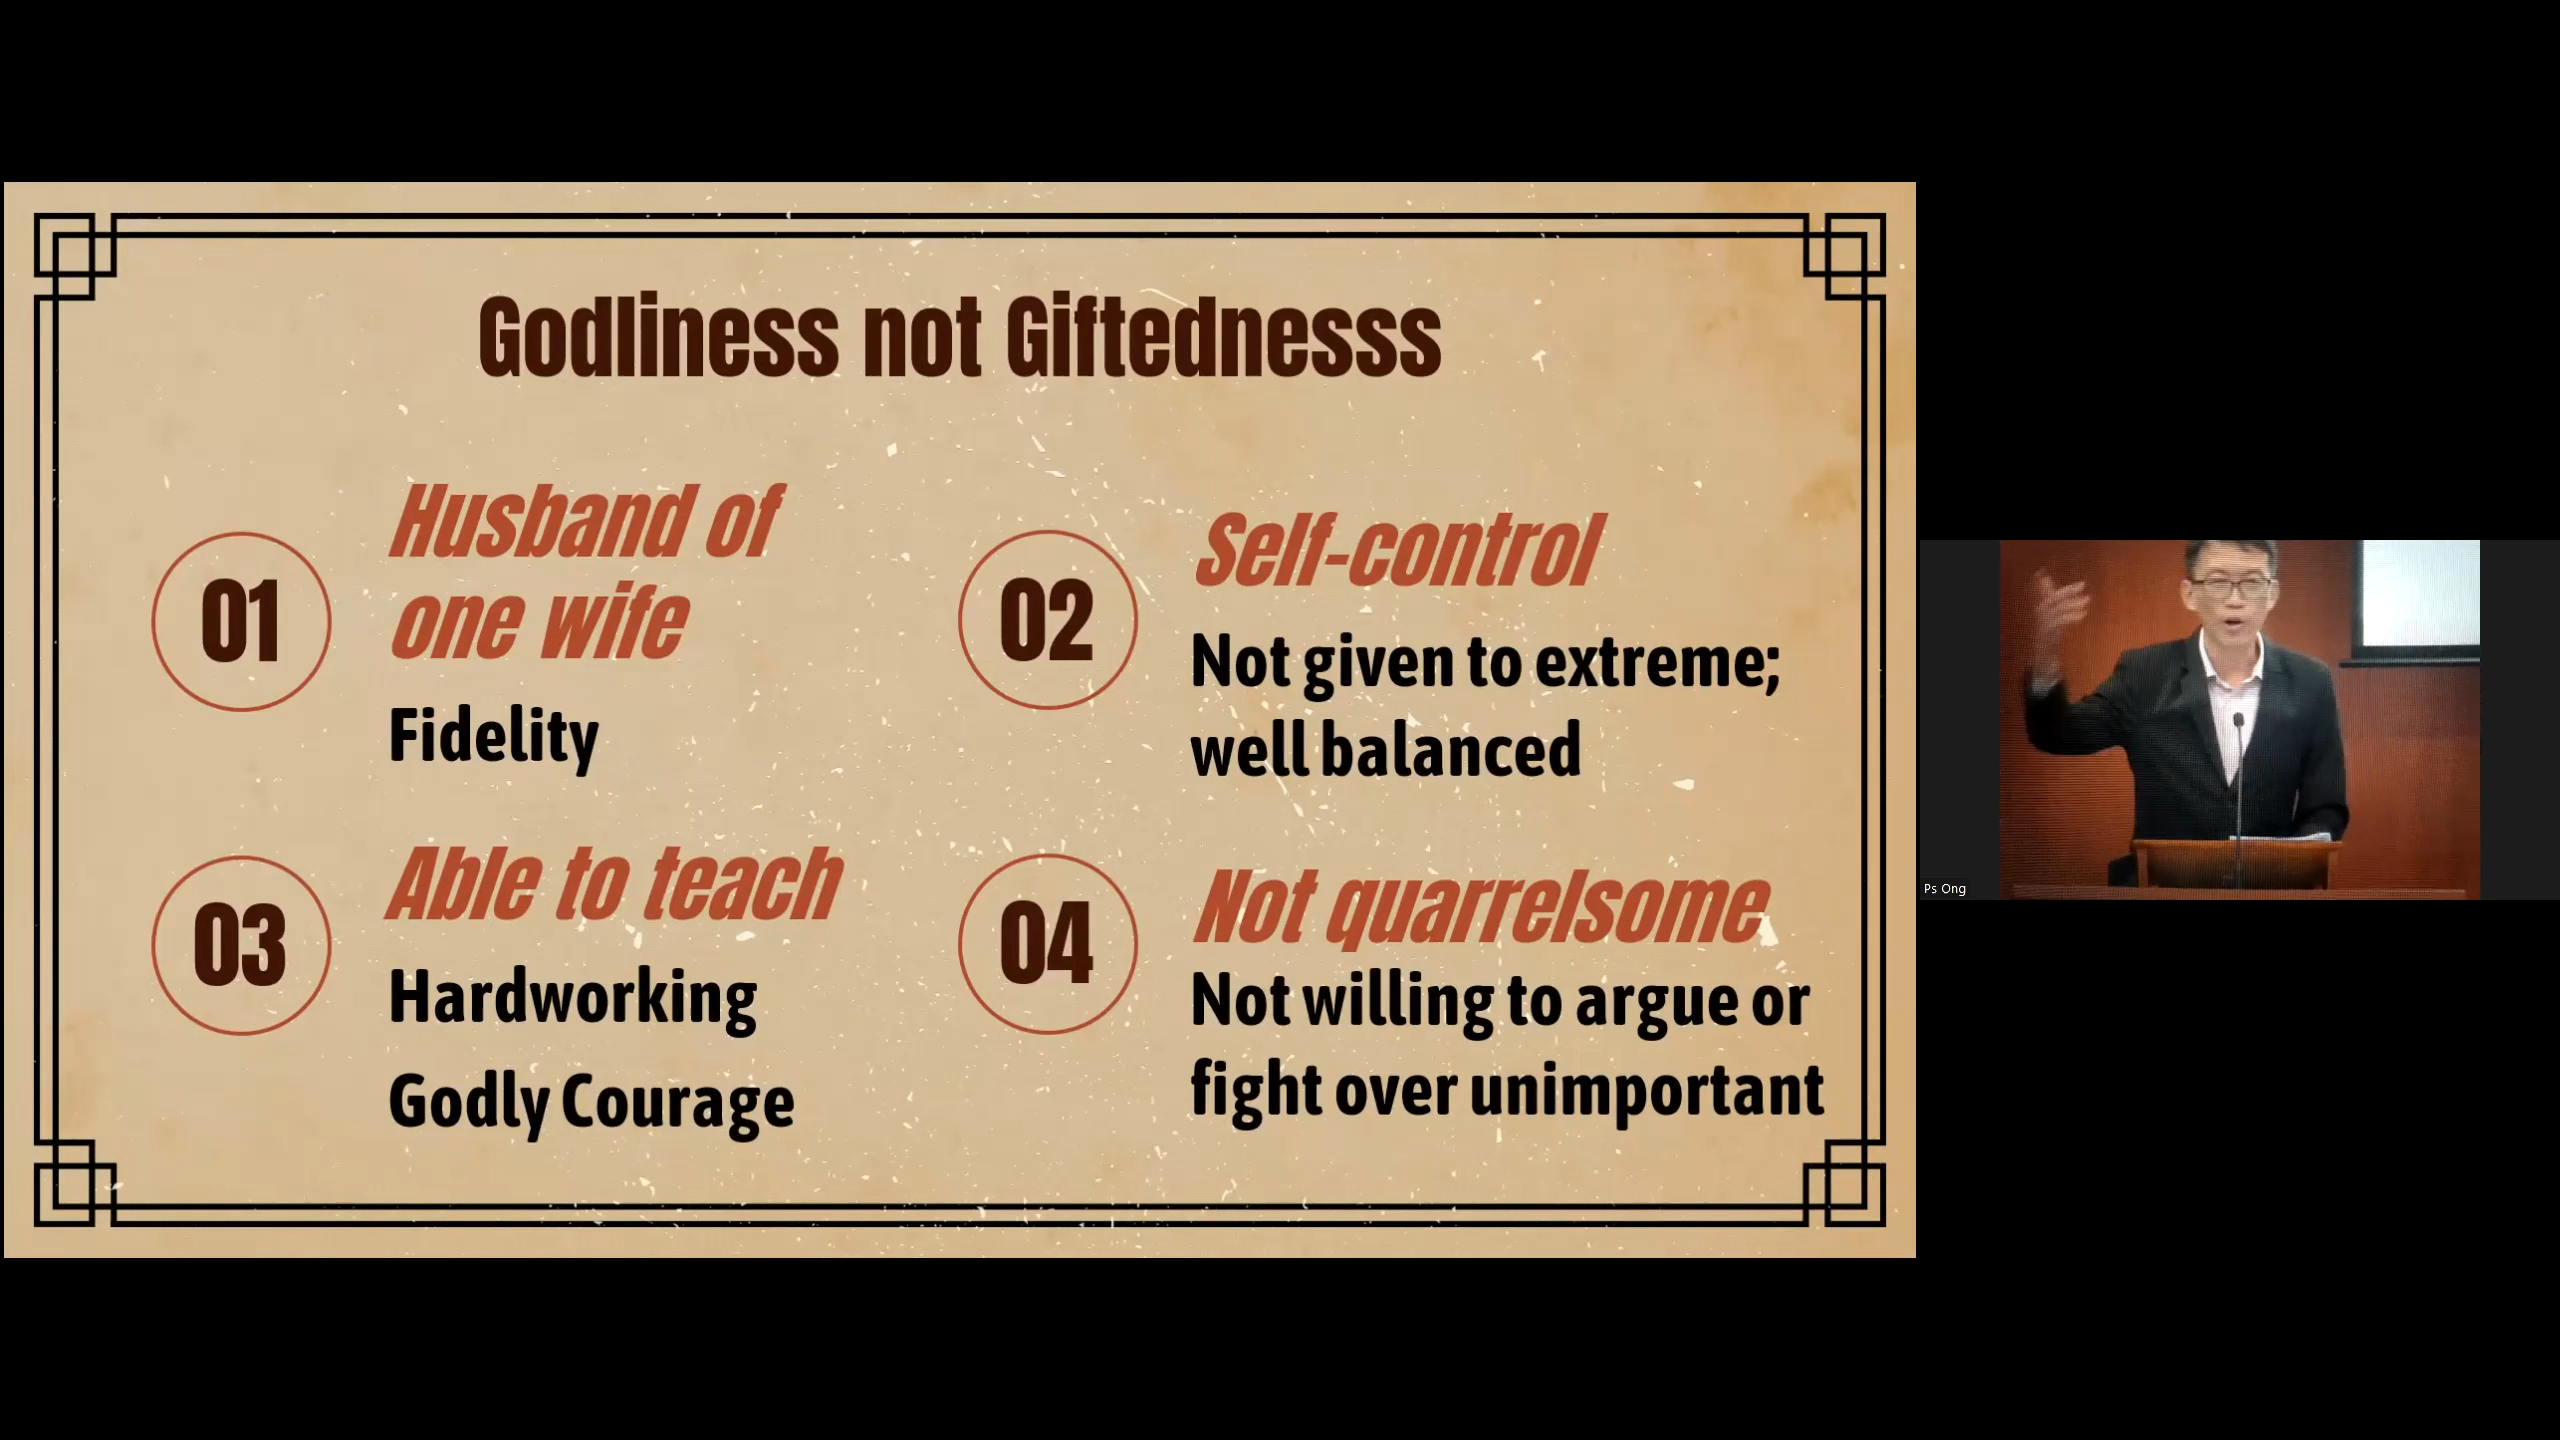 Godliness not Giftednesss
01
Husband of
one wife
Fidelity
02
Self-control
Not given to extreme;
well balanced
03
Able to teach
Hardworking
Godly Courage
04
Not quarrelsome
Not willing to argue or
fight over unimportant
Ps Ong